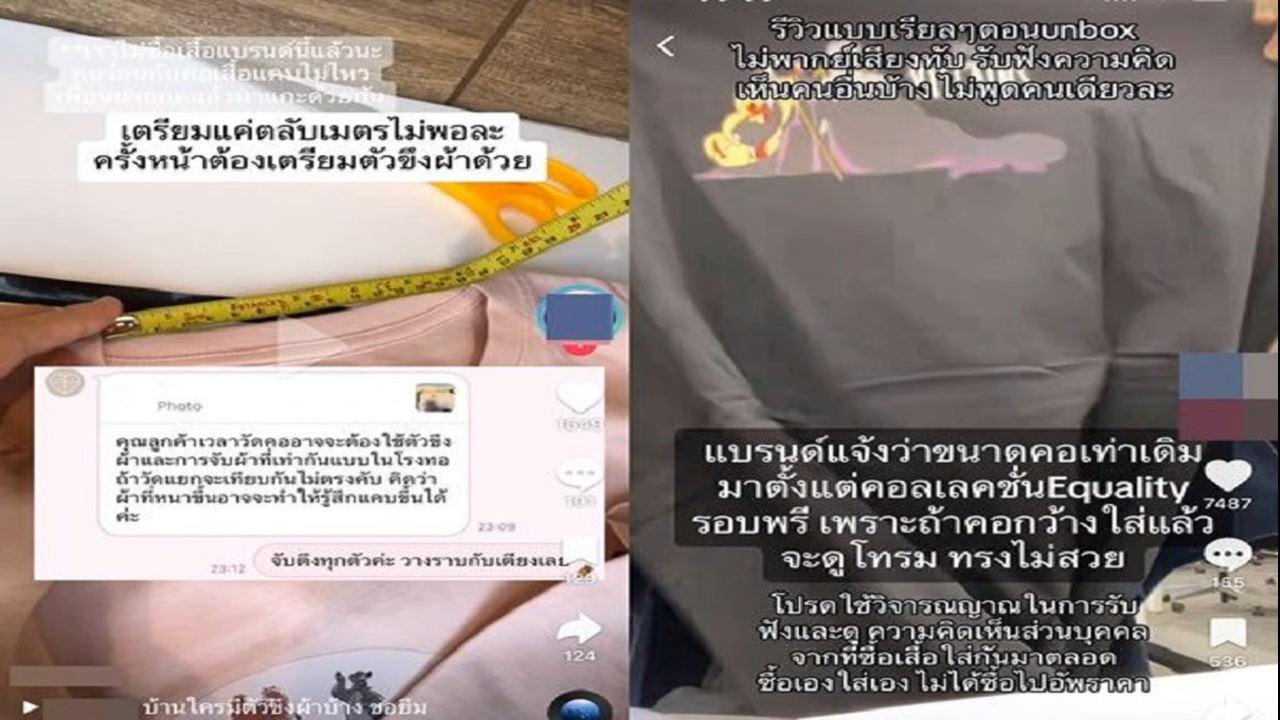 เราไม่ซื้อเสื้อแบรนด์นี้แล้วนะ
เตรียมแค่ตลับเมตรไม่พอละ
ครั้งหน้าต้องเตรียมตัวขึงผ้าด้วย
STANLEY
Photo
คุณลูกค้าเวลาวัดคออาจจะต้องใช้ตัวขึง
ผ้าและการจับผ้าที่เท่ากันแบบในโรงทอ
ถ้าวัดแยกจะเทียบกันไม่ตรงคับ คิดว่า
ผ้าที่หนาขึ้นอาจจะทำให้รู้สึกแคบขึ้นได้
ค่ะ
23:09
23:12
จับตึงทุกตัวค่ะ วางราบกับเตียงเลย
1649
124
บ้านใครมีตัวขึงผ้าบ้าง ขอยืม
รีวิวแบบเรียลๆตอนunbox
ไม่พากย์เสียงทับ รับฟังความคิด
เห็นคนอื่นบ้าง ไม่พูดคนเดียวละ
แบรนด์แจ้งว่าขนาดคอเท่าเดิม
มาตั้งแต่คอลเลคชั่นEquality
รอบพรี เพราะถ้าคอกว้างใส่แล้ว
จะดูโทรม ทรงไม่สวย
7487
155
โปรดใช้วิจารณญาณในการรับ
ฟังและดู ความคิดเห็นส่วนบุคคล
จากที่ซื้อเสื้อใส่กันมาตลอด
ซื้อเองใส่เอง ไม่ได้ซื้อไปอัพราคา
536